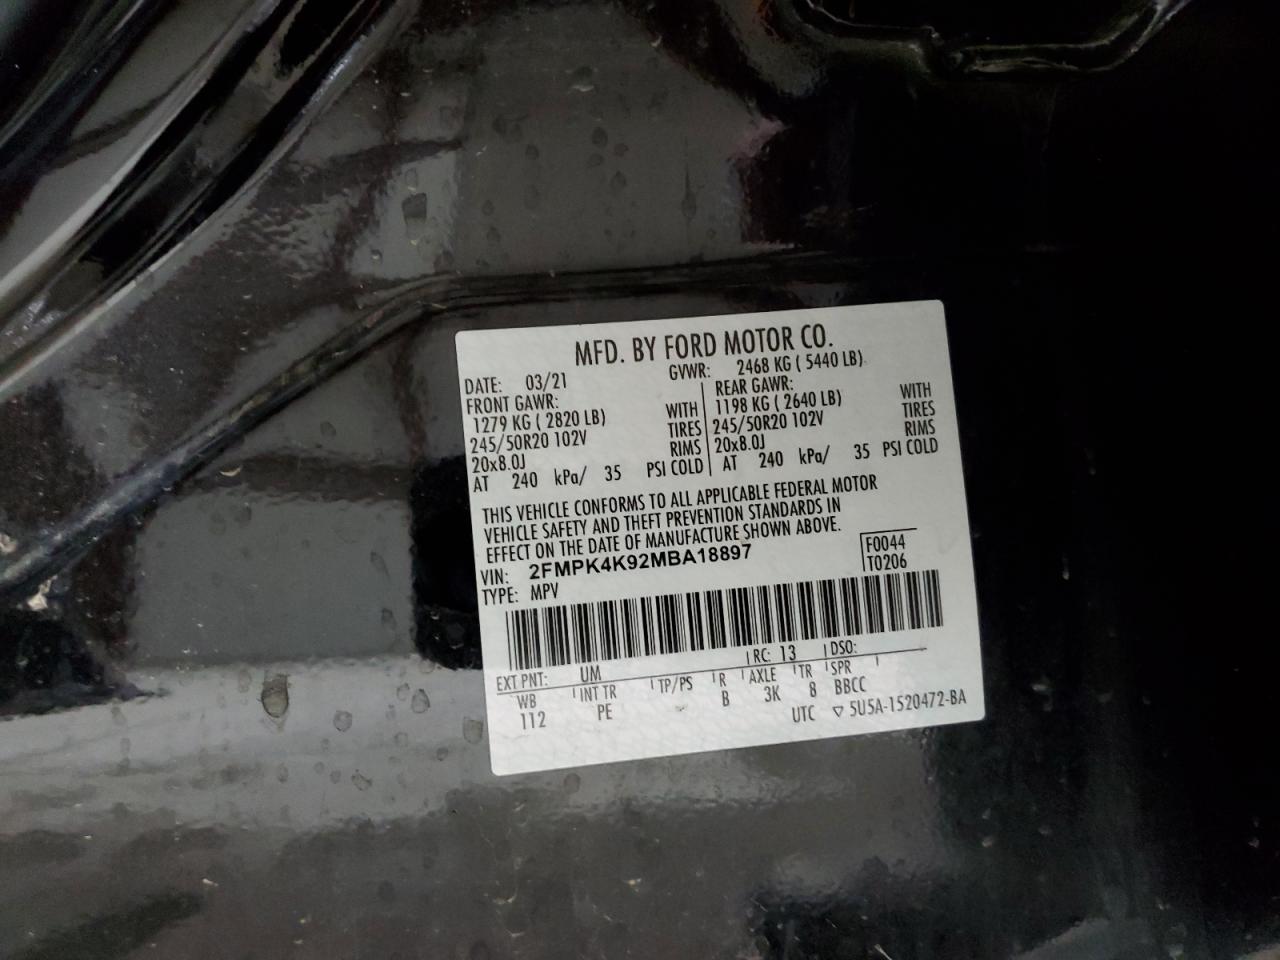 MFD. BY FORD MOTOR CO.
DATE: 03/21 GVWR: 2468 KG ( 5440 LB)
FRONT GAWR: REAR GAWR:
1279 KG ( 2820 LB) WITH 1198 KG ( 2640 LB) WITH
245/50R20 102V TIRES 245/50R20 102V TIRES
20x8.0J RIMS 20x8.0J RIMS
AT 240 kPa/ 35 PSI COLD AT 240 kPa/ 35 PSI COLD
THIS VEHICLE CONFORMS TO ALL APPLICABLE FEDERAL MOTOR
VEHICLE SAFETY AND THEFT PREVENTION STANDARDS IN
EFFECT ON THE DATE OF MANUFACTURE SHOWN ABOVE.
VIN: 2FMPK4K92MBA18897 F0044
TYPE: MPV T0206
EXT PNT: UM RC: 13 DSO:
WB INT TR TP/PS R AXLE TR SPR
112 PE B 3K 8 BBCC
UTC ▽ 5U5A-1520472-BA